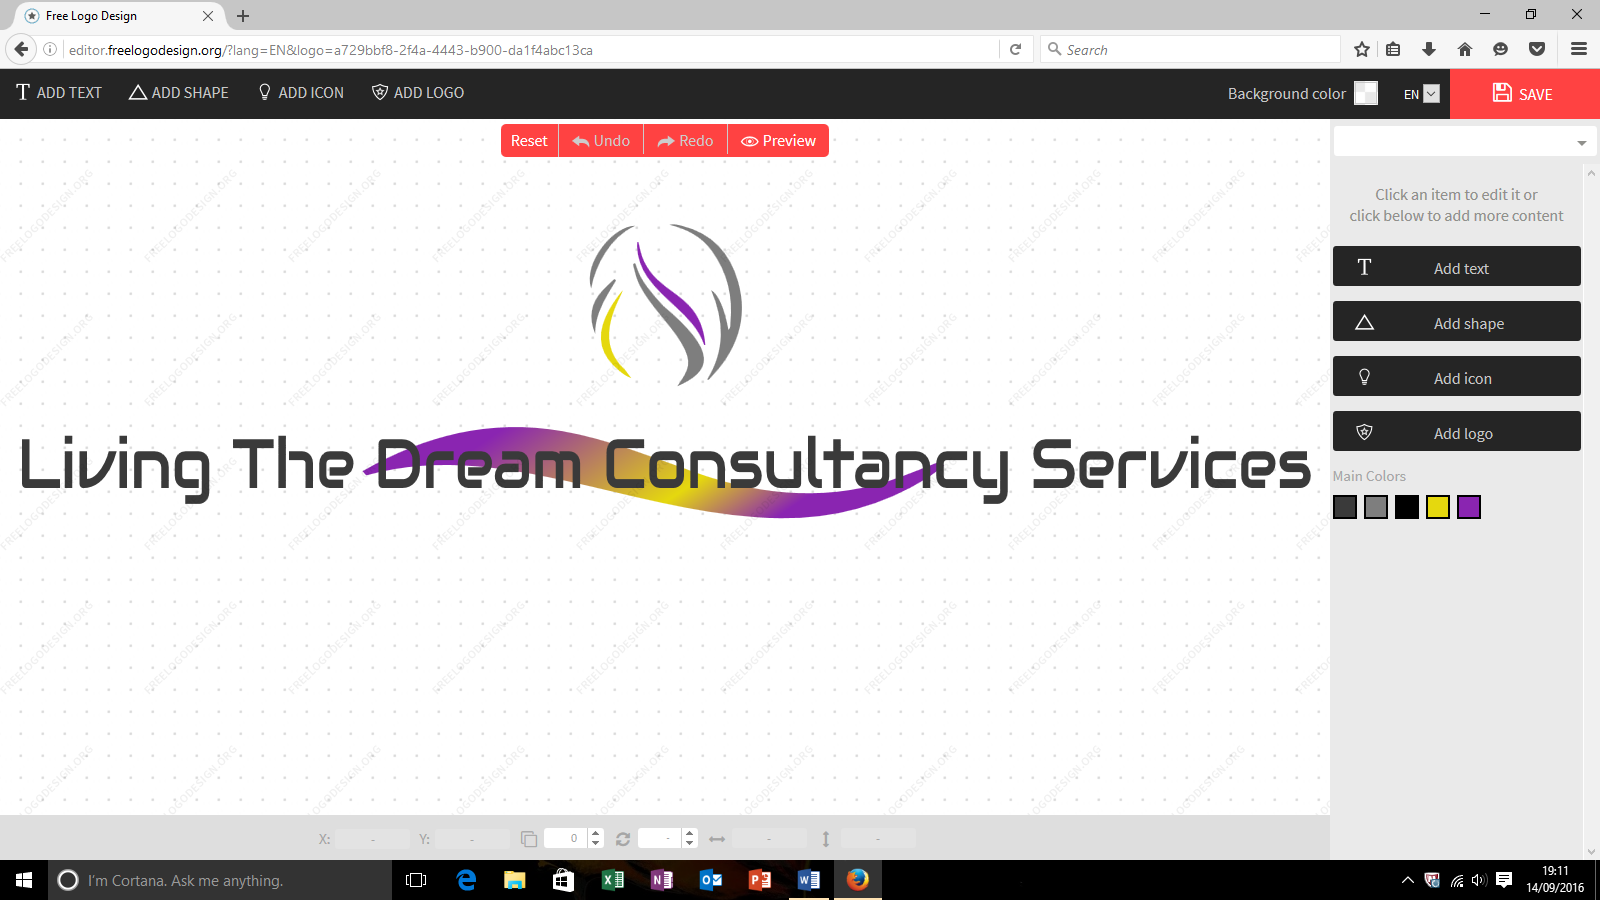 Free Logo Design
editor.freelogodesign.org/?lang=EN&logo=a729bbf8-2f4a-4443-b900-da1f4abc13ca
Search
ADD TEXT ADD SHAPE ADD ICON ADD LOGO
Background color EN SAVE
Reset Undo Redo Preview
Click an item to edit it or
click below to add more content
Add text
Add shape
Add icon
Add logo
Main Colors
Living The Dream Consultancy Services
FREELOGODESIGN.ORG
X: - Y: - 0 - - -
I'm Cortana. Ask me anything.
19:11
14/09/2016